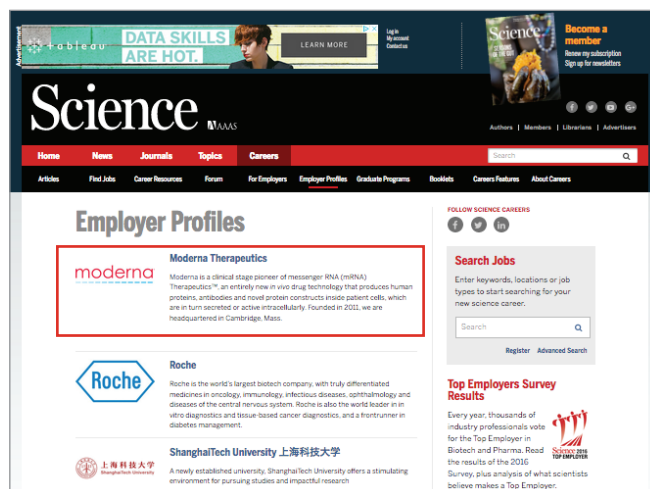 Advertisement
tableau
DATA SKILLS
ARE HOT.
LEARN MORE
Log in
My account
Contact us
Science
Become a
member
Renew my subscription
Sign up for newsletters
Science
AAAS
Authors | Members | Librarians | Advertisers
Home News Journals Topics Careers
Search
Articles Find Jobs Career Resources Forum For Employers Employer Profiles Graduate Programs Booklets Careers Features About Careers
Employer Profiles
moderna
Moderna Therapeutics
Moderna is a clinical stage pioneer of messenger RNA (mRNA)
Therapeutics™, an entirely new in vivo drug technology that produces human
proteins, antibodies and novel protein constructs inside patient cells, which
are in turn secreted or active intracellularly. Founded in 2011, we are
headquartered in Cambridge, Mass.
Roche
Roche
Roche is the world's largest biotech company, with truly differentiated
medicines in oncology, immunology, infectious diseases, ophthalmology and
diseases of the central nervous system. Roche is also the world leader in in
vitro diagnostics and tissue-based cancer diagnostics, and a frontrunner in
diabetes management.
上海科技大学
ShanghaiTech University 上海科技大学
A newly established university, ShanghaiTech University offers a stimulating
environment for pursuing studies and impactful research
FOLLOW SCIENCE CAREERS
Search Jobs
Enter keywords, locations or job
types to start searching for your
new science career.
Search
Register Advanced Search
Top Employers Survey
Results
Every year, thousands of
industry professionals vote
for the Top Employer in
Biotech and Pharma. Read
the results of the 2016
Survey, plus analysis of what scientists
believe makes a Top Employer.
Science 2016
TOP EMPLOYER